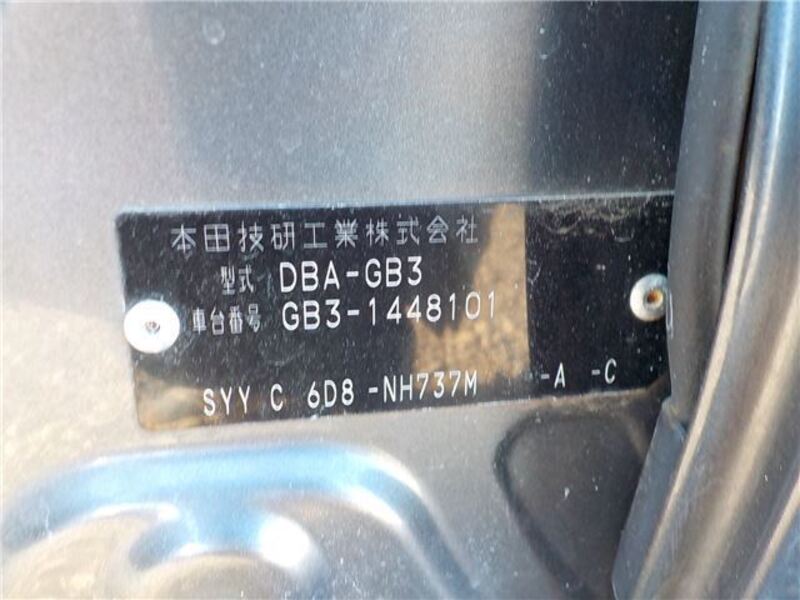 本田技研工業株式会社
型式 DBA-GB3
車台番号 GB3-1448101
SYY C 6D8 -NH737M -A -C